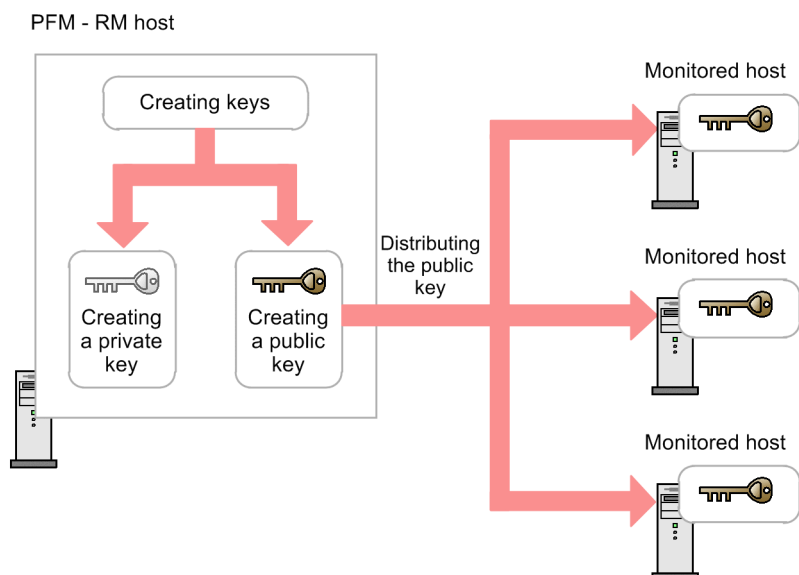 PFM - RM host
Creating keys
Creating
a private
key
Creating
a public
key
Distributing
the public
key
Monitored host
Monitored host
Monitored host